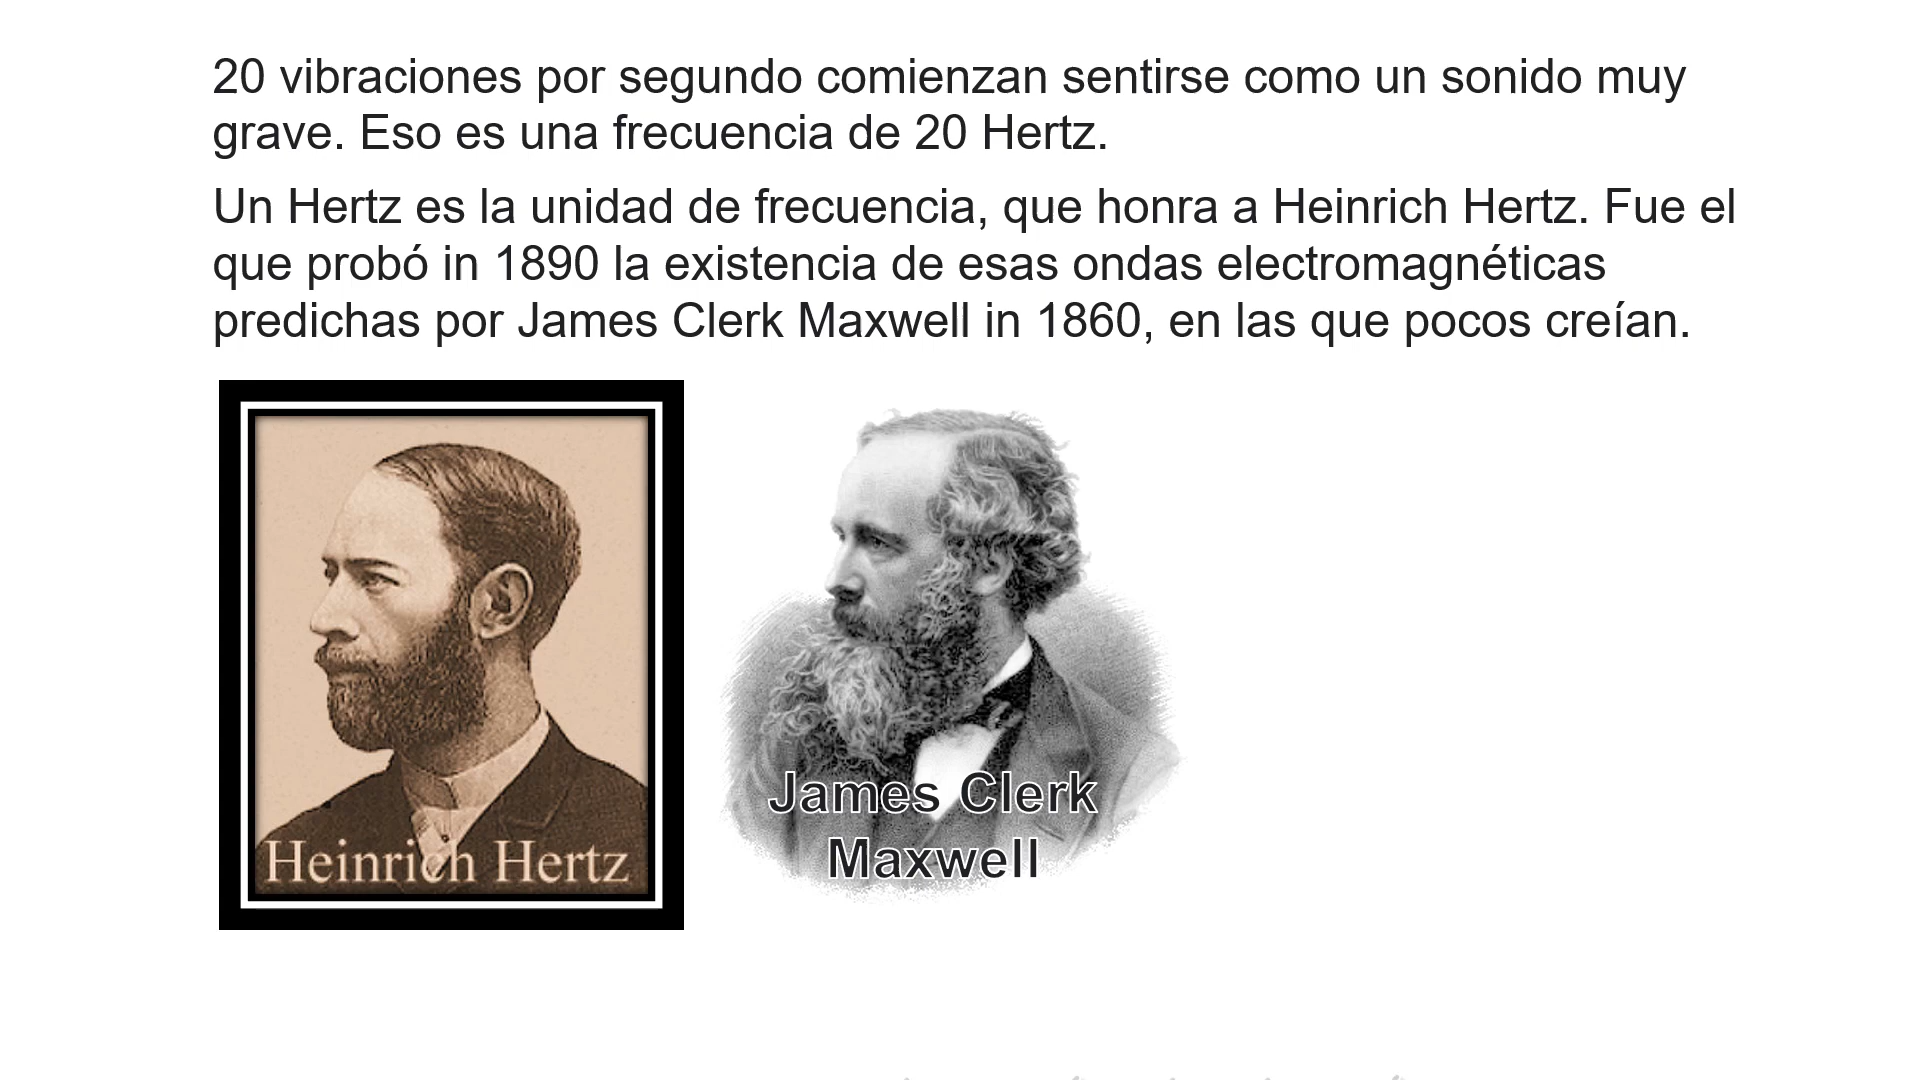 20 vibraciones por segundo comienzan sentirse como un sonido muy
grave. Eso es una frecuencia de 20 Hertz.
Un Hertz es la unidad de frecuencia, que honra a Heinrich Hertz. Fue el
que probó in 1890 la existencia de esas ondas electromagnéticas
predichas por James Clerk Maxwell in 1860, en las que pocos creían.
Heinrich Hertz
James Clerk
Maxwell